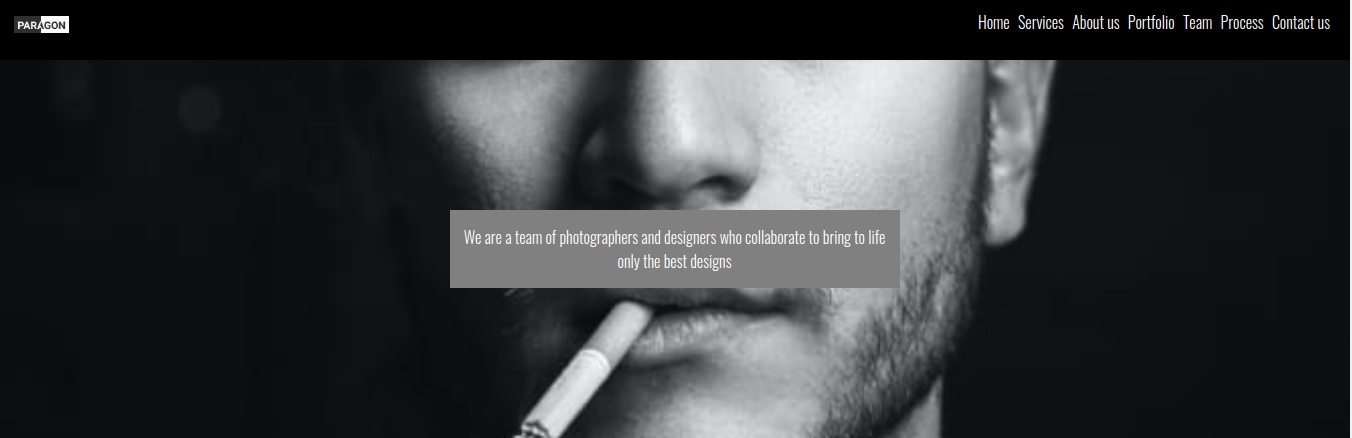 PARAGON
Home Services About us Portfolio Team Process Contact us
We are a team of photographers and designers who collaborate to bring to life
only the best designs